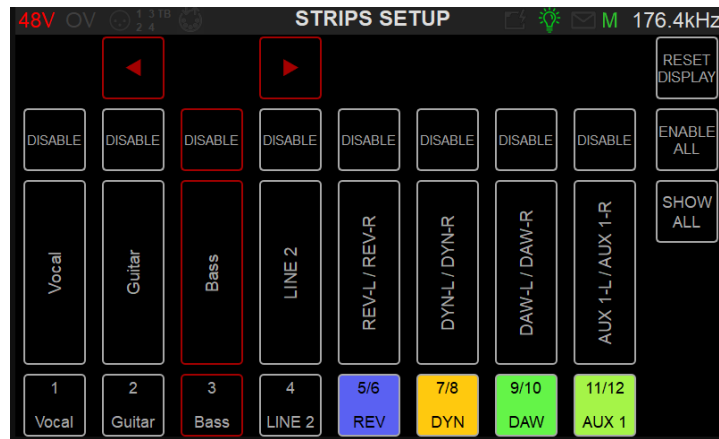 48V OV 1 3 TB STRIPS SETUP M 176.4kHz
2 4
RESET
DISPLAY
DISABLE DISABLE DISABLE DISABLE DISABLE DISABLE DISABLE DISABLE ENABLE
ALL
SHOW
ALL
Vocal
Guitar
Bass
LINE 2
REV-L / REV-R
DYN-L / DYN-R
DAW-L / DAW-R
AUX 1-L / AUX 1-R
1 2 3 4 5/6 7/8 9/10 11/12
Vocal Guitar Bass LINE 2 REV DYN DAW AUX 1